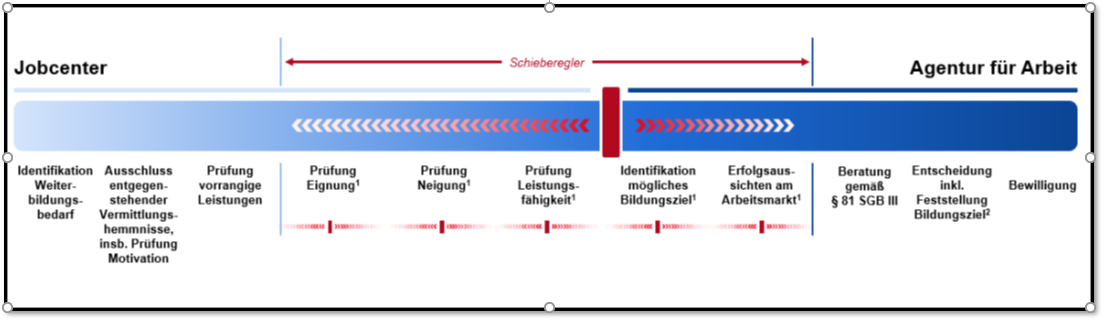 Schieberegler
Jobcenter
Agentur für Arbeit
Identifikation
Weiter-
bildungs-
bedarf
Ausschluss
entgegen-
stehender
Vermittlungs-
hemmnisse,
insb. Prüfung
Motivation
Prüfung
vorrangige
Leistungen
Prüfung
Eignung¹
Prüfung
Neigung¹
Prüfung
Leistungs-
fähigkeit¹
Identifikation
mögliches
Bildungsziel¹
Erfolgsaus-
sichten am
Arbeitsmarkt¹
Beratung
gemäß
§ 81 SGB III
Entscheidung
inkl.
Feststellung
Bildungsziel²
Bewilligung